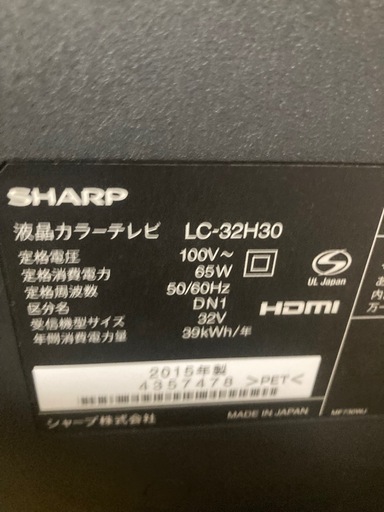 SHARP
液晶カラーテレビ LC-32H30
定格電圧 100V～
定格消費電力 65W
定格周波数 50/60Hz
区分名 DN1
受信機型サイズ 32V
年間消費電力量 39kWh/年
UL Japan
HDMI
2015年製
4357478 >PET<
シャープ株式会社 MADE IN JAPAN